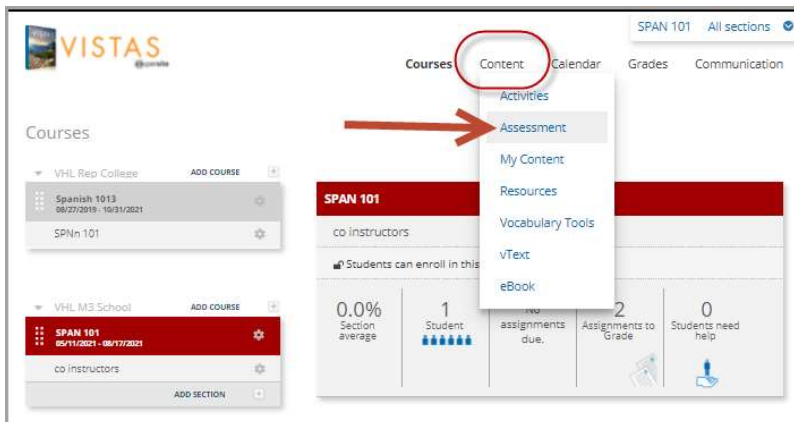 SPAN 101 All sections
VISTAS
Courses Content Calendar Grades Communication
Activities
Assessment
My Content
Resources
Vocabulary Tools
vText
eBook
Courses
VHL Rep College ADD COURSE
Spanish 1013
08/27/2019 - 10/31/2021
SPNn 101
VHL M3 School ADD COURSE
SPAN 101
05/11/2021 - 08/17/2021
co instructors
ADD SECTION
SPAN 101
co instructors
Students can enroll in this
0.0%
Section
average
1
Student
No
assignments
due.
2
Assignments to
Grade
0
Students need
help